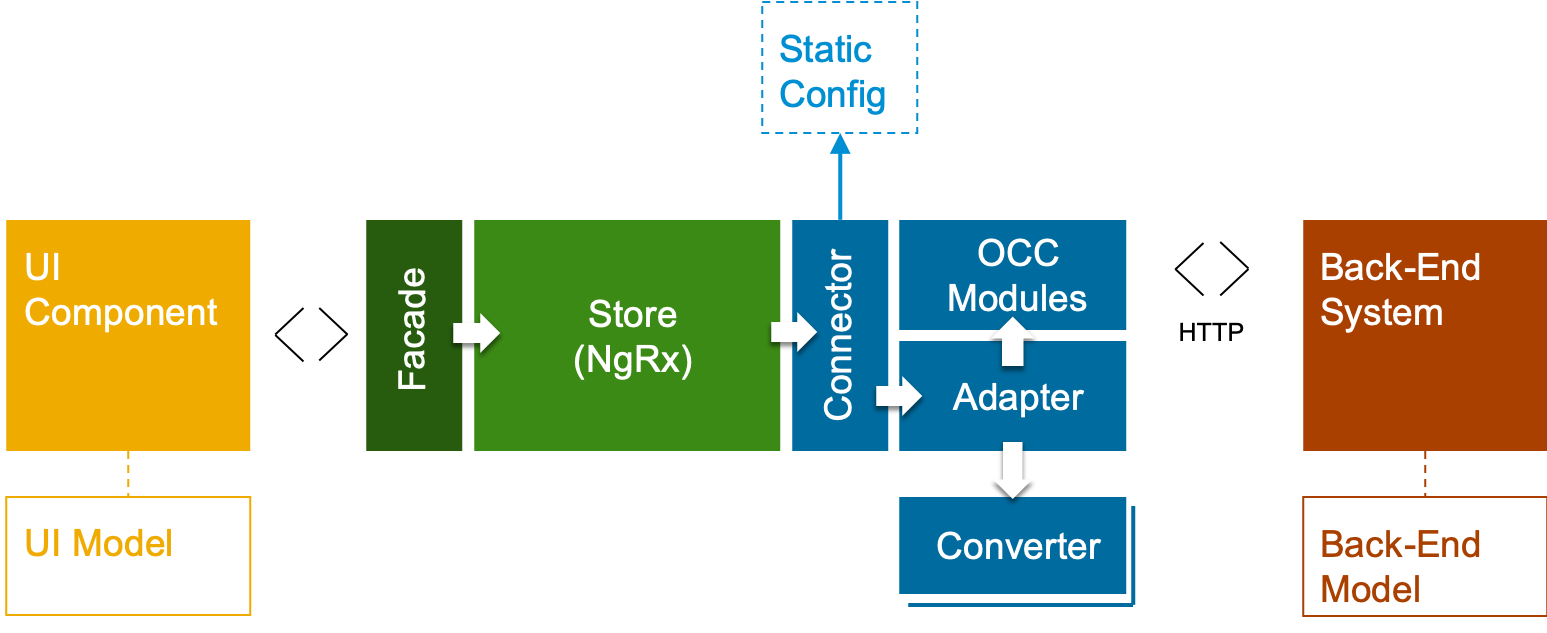 Static
Config
UI
Component
Facade
Store
(NgRx)
Connector
OCC
Modules
Adapter
Converter
HTTP
Back-End
System
UI Model
Back-End
Model